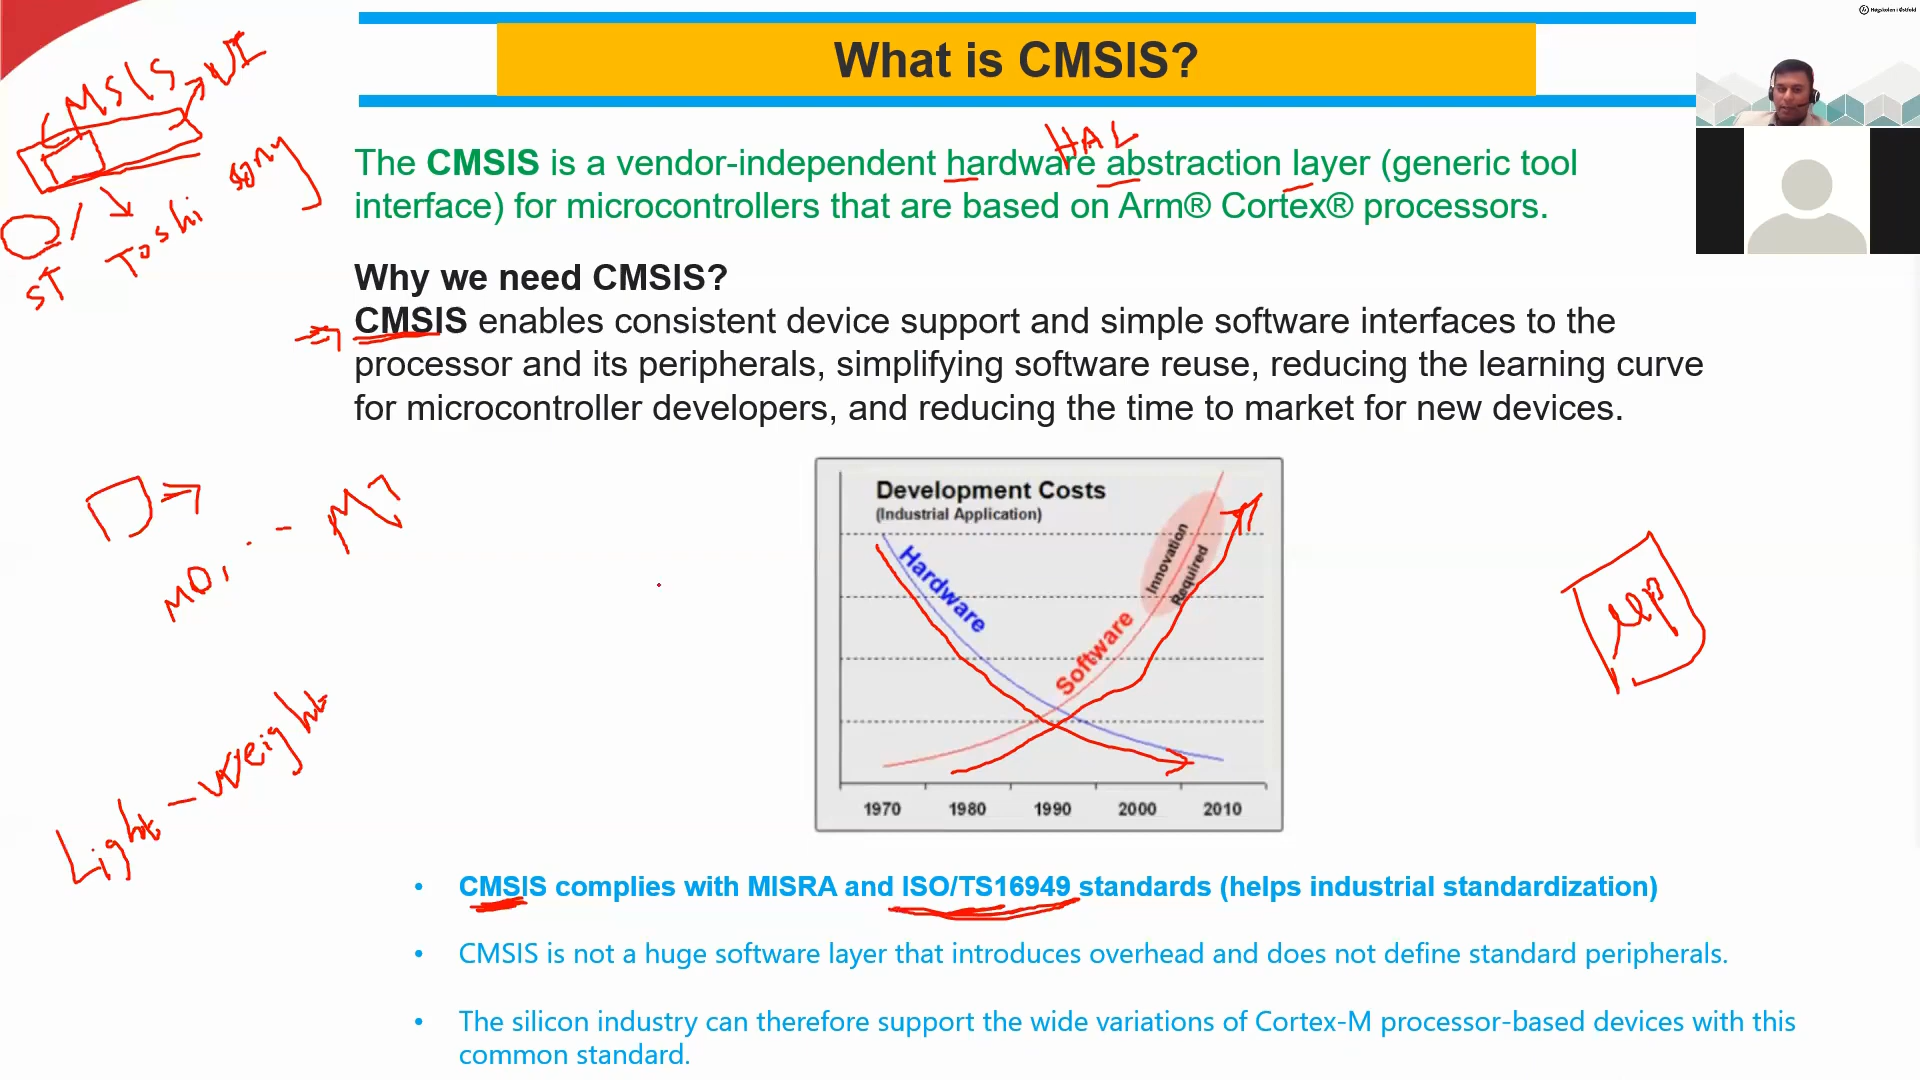 Høgskolen i Østfold
What is CMSIS?
CMSIS
NI
HAL
The CMSIS is a vendor-independent hardware abstraction layer (generic tool
interface) for microcontrollers that are based on Arm® Cortex® processors.
sony
Toshi
ST
Why we need CMSIS?
CMSIS enables consistent device support and simple software interfaces to the
processor and its peripherals, simplifying software reuse, reducing the learning curve
for microcontroller developers, and reducing the time to market for new devices.
M0, . - M7
Development Costs
(Industrial Application)
Hardware
Software
Innovation
Required
1970 1980 1990 2000 2010
μp
Light-Weight
• CMSIS complies with MISRA and ISO/TS16949 standards (helps industrial standardization)
• CMSIS is not a huge software layer that introduces overhead and does not define standard peripherals.
• The silicon industry can therefore support the wide variations of Cortex-M processor-based devices with this
common standard.